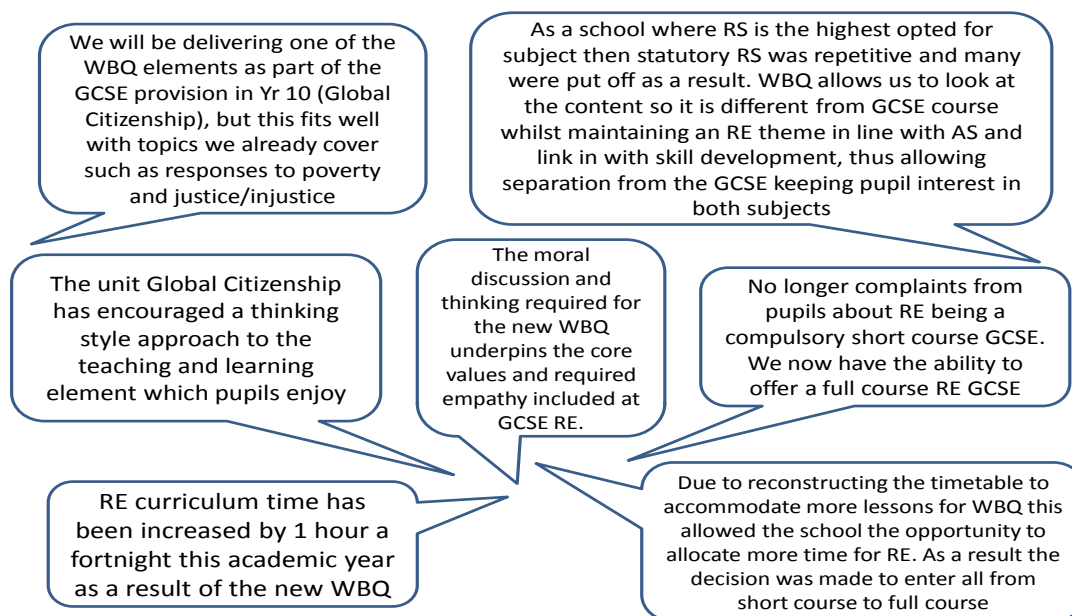 We will be delivering one of the
WBQ elements as part of the
GCSE provision in Yr 10 (Global
Citizenship), but this fits well
with topics we already cover
such as responses to poverty
and justice/injustice
As a school where RS is the highest opted for
subject then statutory RS was repetitive and many
were put off as a result. WBQ allows us to look at
the content so it is different from GCSE course
whilst maintaining an RE theme in line with AS and
link in with skill development, thus allowing
separation from the GCSE keeping pupil interest in
both subjects
The unit Global Citizenship
has encouraged a thinking
style approach to the
teaching and learning
element which pupils enjoy
The moral
discussion and
thinking required for
the new WBQ
underpins the core
values and required
empathy included at
GCSE RE.
No longer complaints from
pupils about RE being a
compulsory short course GCSE.
We now have the ability to
offer a full course RE GCSE
RE curriculum time has
been increased by 1 hour a
fortnight this academic year
as a result of the new WBQ
Due to reconstructing the timetable to
accommodate more lessons for WBQ this
allowed the school the opportunity to
allocate more time for RE. As a result the
decision was made to enter all from
short course to full course